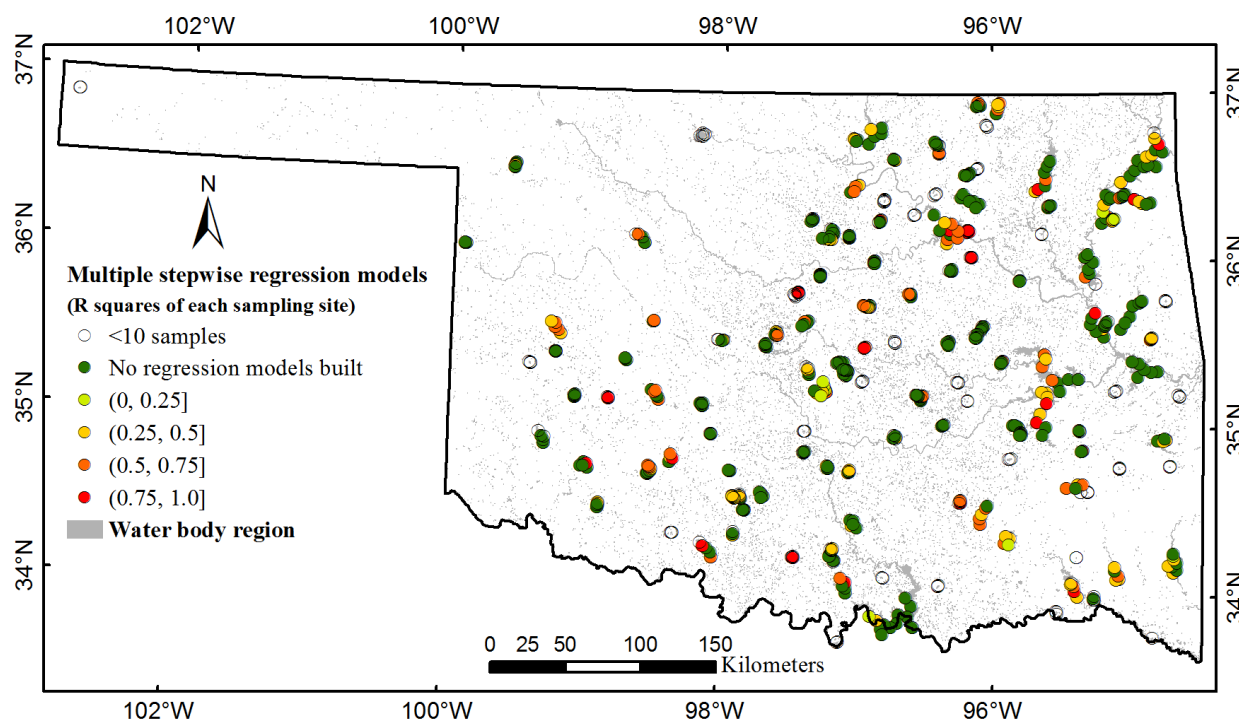 102°W 100°W 98°W 96°W
37°N
37°N
36°N
36°N
35°N
35°N
34°N
34°N
N
Multiple stepwise regression models
(R squares of each sampling site)
<10 samples
No regression models built
(0, 0.25]
(0.25, 0.5]
(0.5, 0.75]
(0.75, 1.0]
Water body region
0 25 50 100 150
Kilometers
102°W 100°W 98°W 96°W